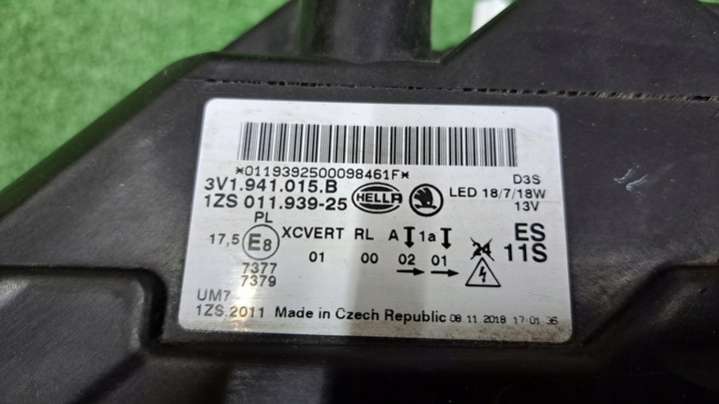 *0119392500098461F*
3V1.941.015.B
1ZS 011.939-25
HELLA
D3S
LED 18/7/18W
13V
PL
17,5 E8 XCVERT RL A 1a 24 ES
01 00 02 01 11S
7377
7379
UM7
1ZS.2011 Made in Czech Republic 08.11.2018 17:01:35